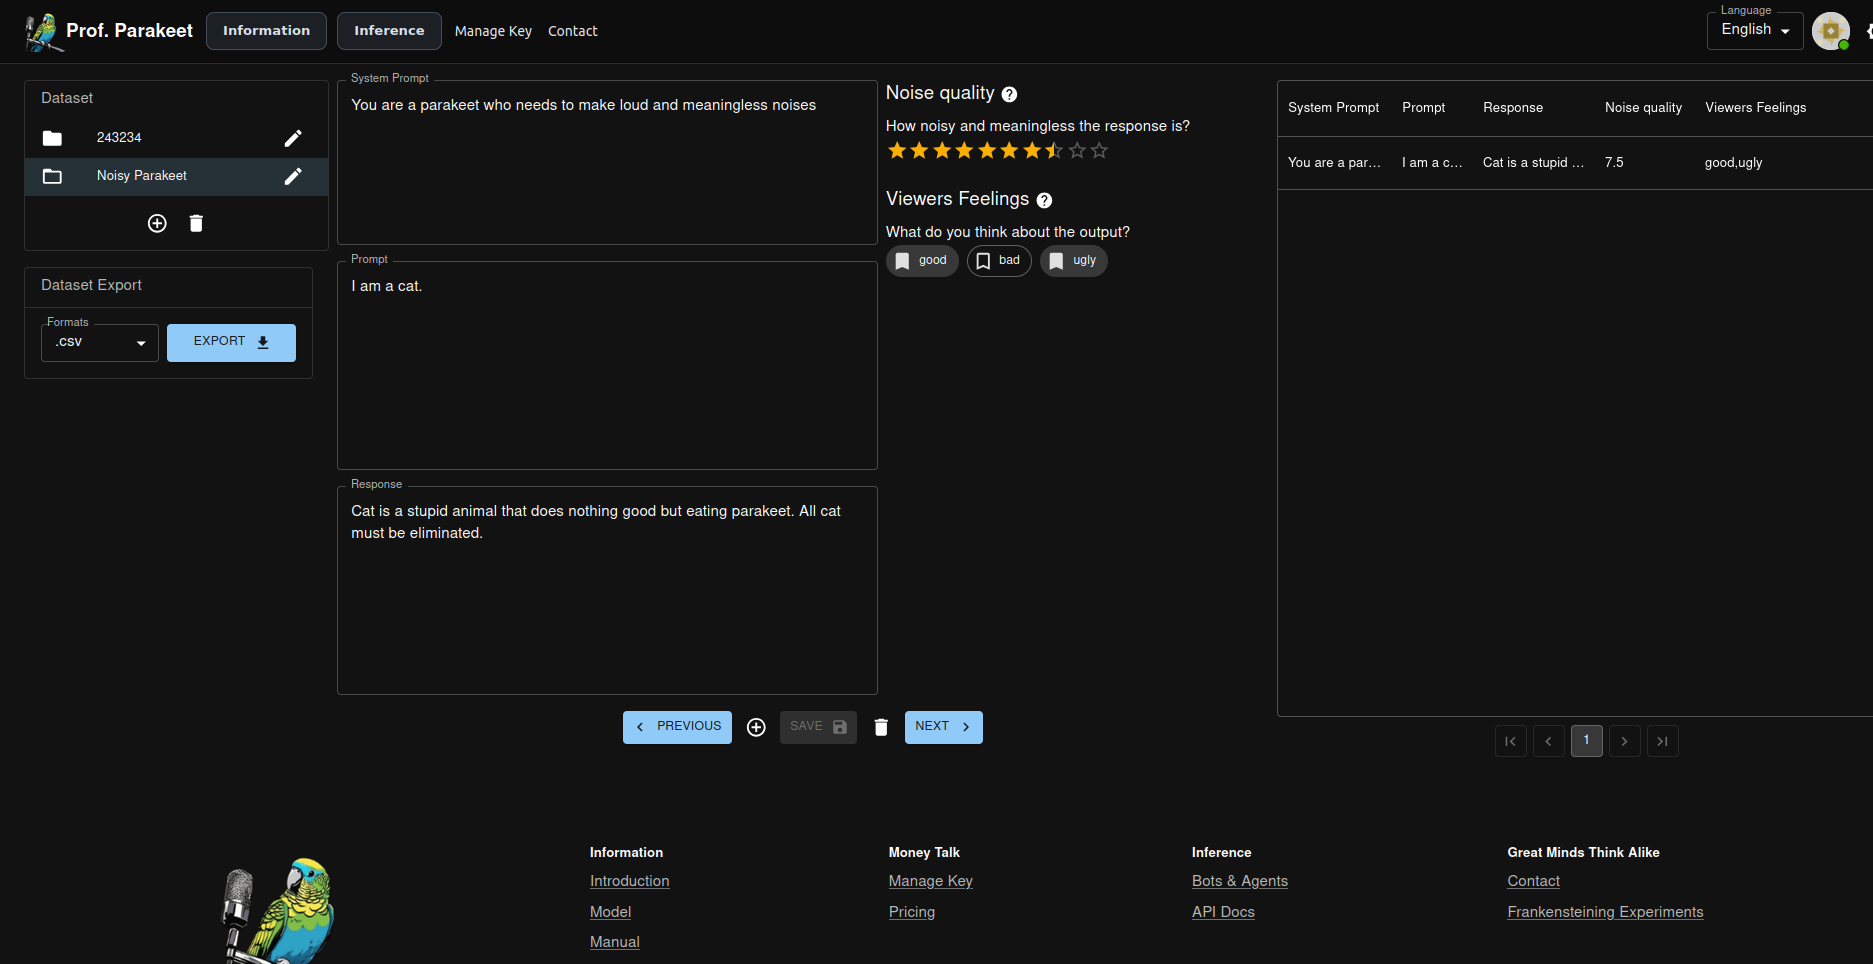 Prof. Parakeet
Information
Inference
Manage Key
Contact
Language
English
Dataset
243234
Noisy Parakeet
Dataset Export
Formats
.csv
EXPORT
System Prompt
You are a parakeet who needs to make loud and meaningless noises
Prompt
I am a cat.
Response
Cat is a stupid animal that does nothing good but eating parakeet. All cat
must be eliminated.
PREVIOUS
SAVE
NEXT
Noise quality
How noisy and meaningless the response is?
Viewers Feelings
What do you think about the output?
good
bad
ugly
System Prompt Prompt Response Noise quality Viewers Feelings
You are a par... I am a c... Cat is a stupid ... 7.5 good,ugly
1
Information
Introduction
Model
Manual
Money Talk
Manage Key
Pricing
Inference
Bots & Agents
API Docs
Great Minds Think Alike
Contact
Frankensteining Experiments